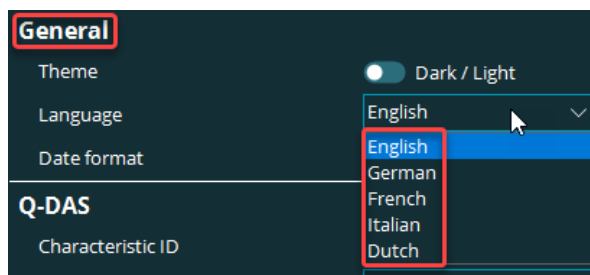 General
Theme Dark / Light
Language English
English
Date format
German
French
Q-DAS
Italian
Characteristic ID
Dutch